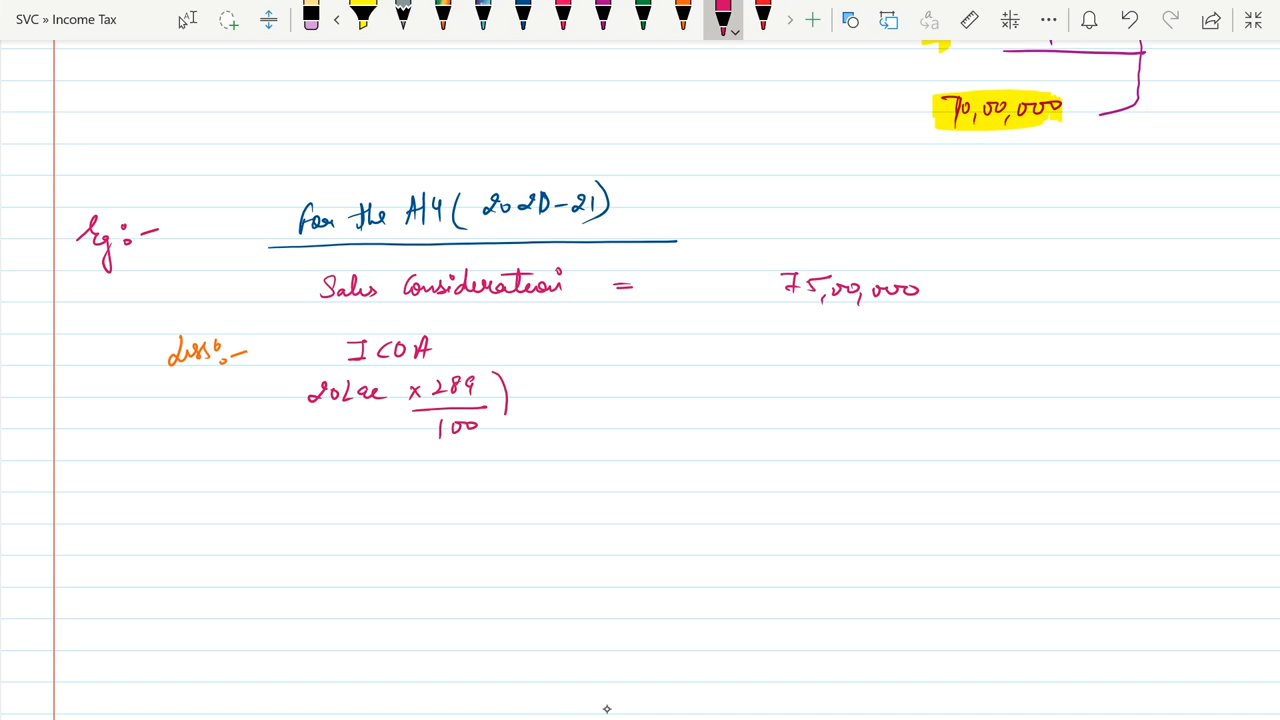 SVC » Income Tax
70,00,000
For the A/Y (2020-21)
Eg:-
Sales Consideration = 75,00,000
Less:- ICOA
20Lac × 289)
100